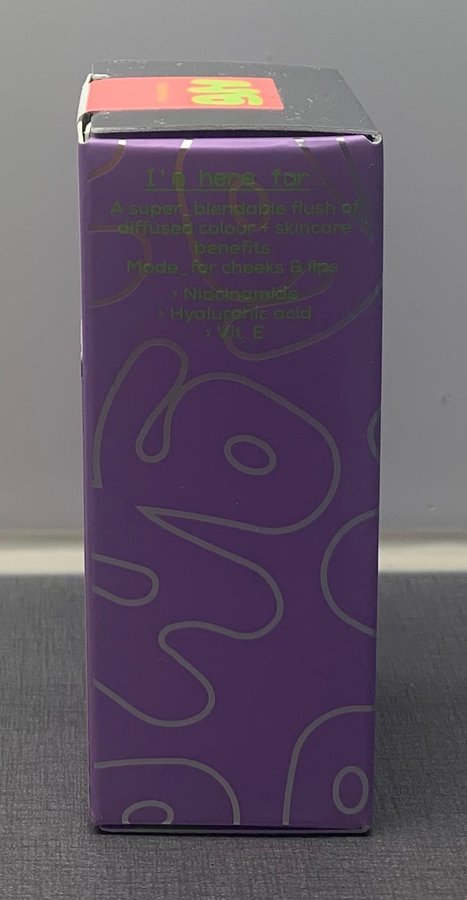 I'm here for...
A super, blendable flush of
diffused colour + skincare
benefits.
Made for cheeks & lips.
> Niacinamide
> Hyaluronic acid
> Vit. E